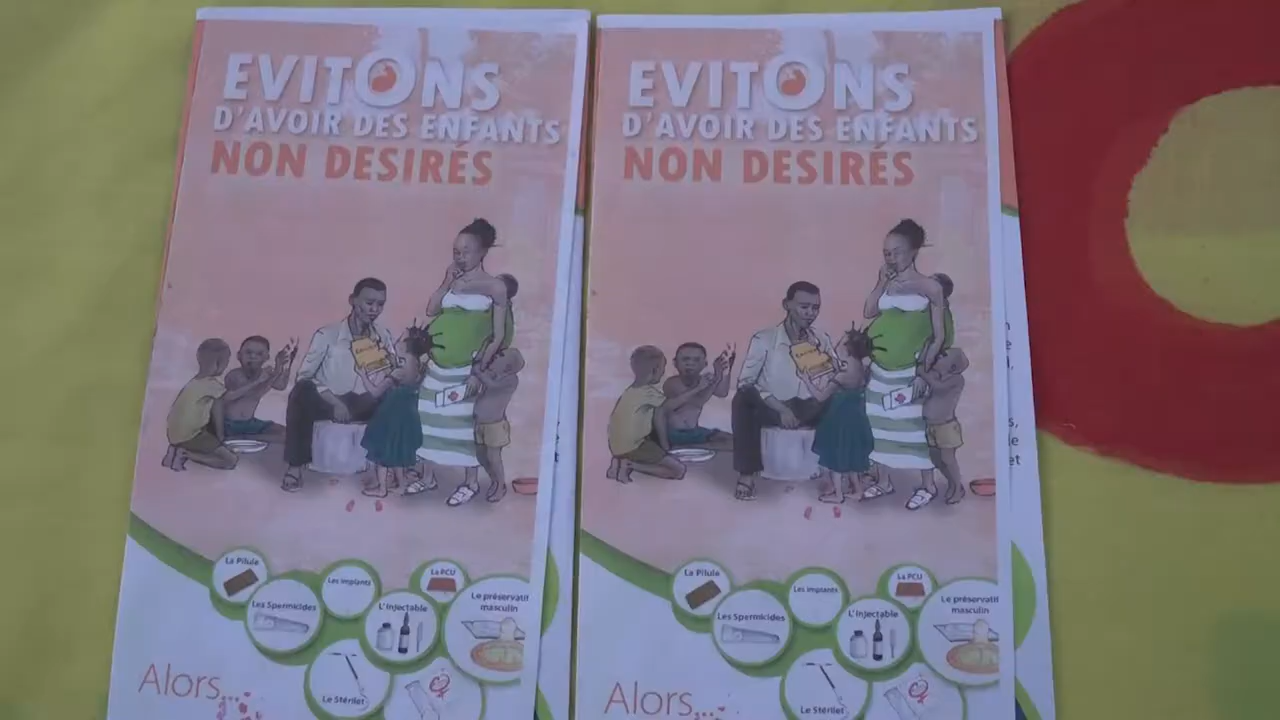 EVITONS
D'AVOIR DES ENFANTS
NON DESIRÉS
La Pilule
Les implants
La PCU
Les Spermicides
L'injectable
Le préservatif
masculin
Le Stérilet
Alors...
EVITONS
D'AVOIR DES ENFANTS
NON DESIRÉS
La Pilule
Les implants
La PCU
Les Spermicides
L'injectable
Le préservatif
masculin
Le Stérilet
Alors...
et